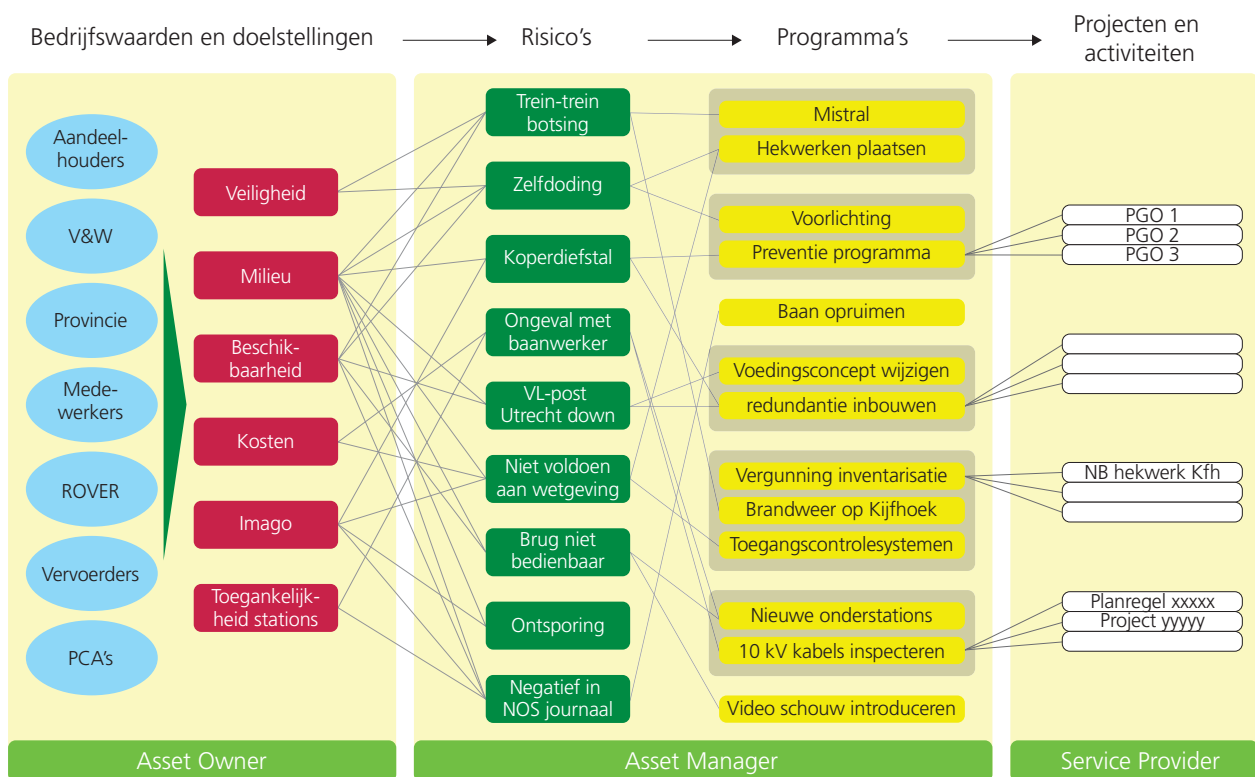 Bedrijfswaarden en doelstellingen
Risico's
Programma's
Projecten en
activiteiten
Aandeel-
houders
V&W
Provincie
Mede-
werkers
ROVER
Vervoerders
PCA's
Veiligheid
Milieu
Beschik-
baarheid
Kosten
Imago
Toegankelijk-
heid stations
Trein-trein
botsing
Zelfdoding
Koperdiefstal
Ongeval met
baanwerker
VL-post
Utrecht down
Niet voldoen
aan wetgeving
Brug niet
bedienbaar
Ontsporing
Negatief in
NOS journaal
Mistral
Hekwerken plaatsen
Voorlichting
Preventie programma
Baan opruimen
Voedingsconcept wijzigen
redundantie inbouwen
Vergunning inventarisatie
Brandweer op Kijfhoek
Toegangscontrolesystemen
Nieuwe onderstations
10 kV kabels inspecteren
Video schouw introduceren
PGO 1
PGO 2
PGO 3
NB hekwerk Kfh
Planregel xxxxx
Project yyyyy
Asset Owner
Asset Manager
Service Provider